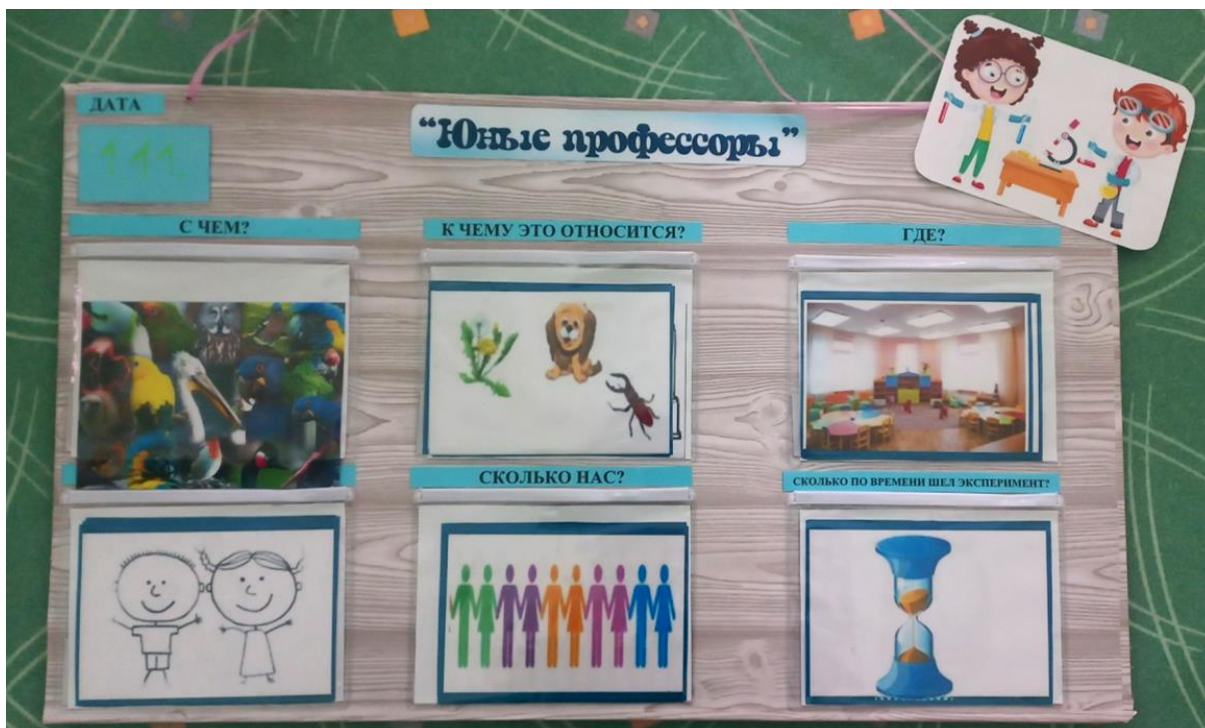 ДАТА
“Юные профессоры”
С ЧЕМ?
К ЧЕМУ ЭТО ОТНОСИТСЯ?
ГДЕ?
СКОЛЬКО НАС?
СКОЛЬКО ПО ВРЕМЕНИ ШЕЛ ЭКСПЕРИМЕНТ?